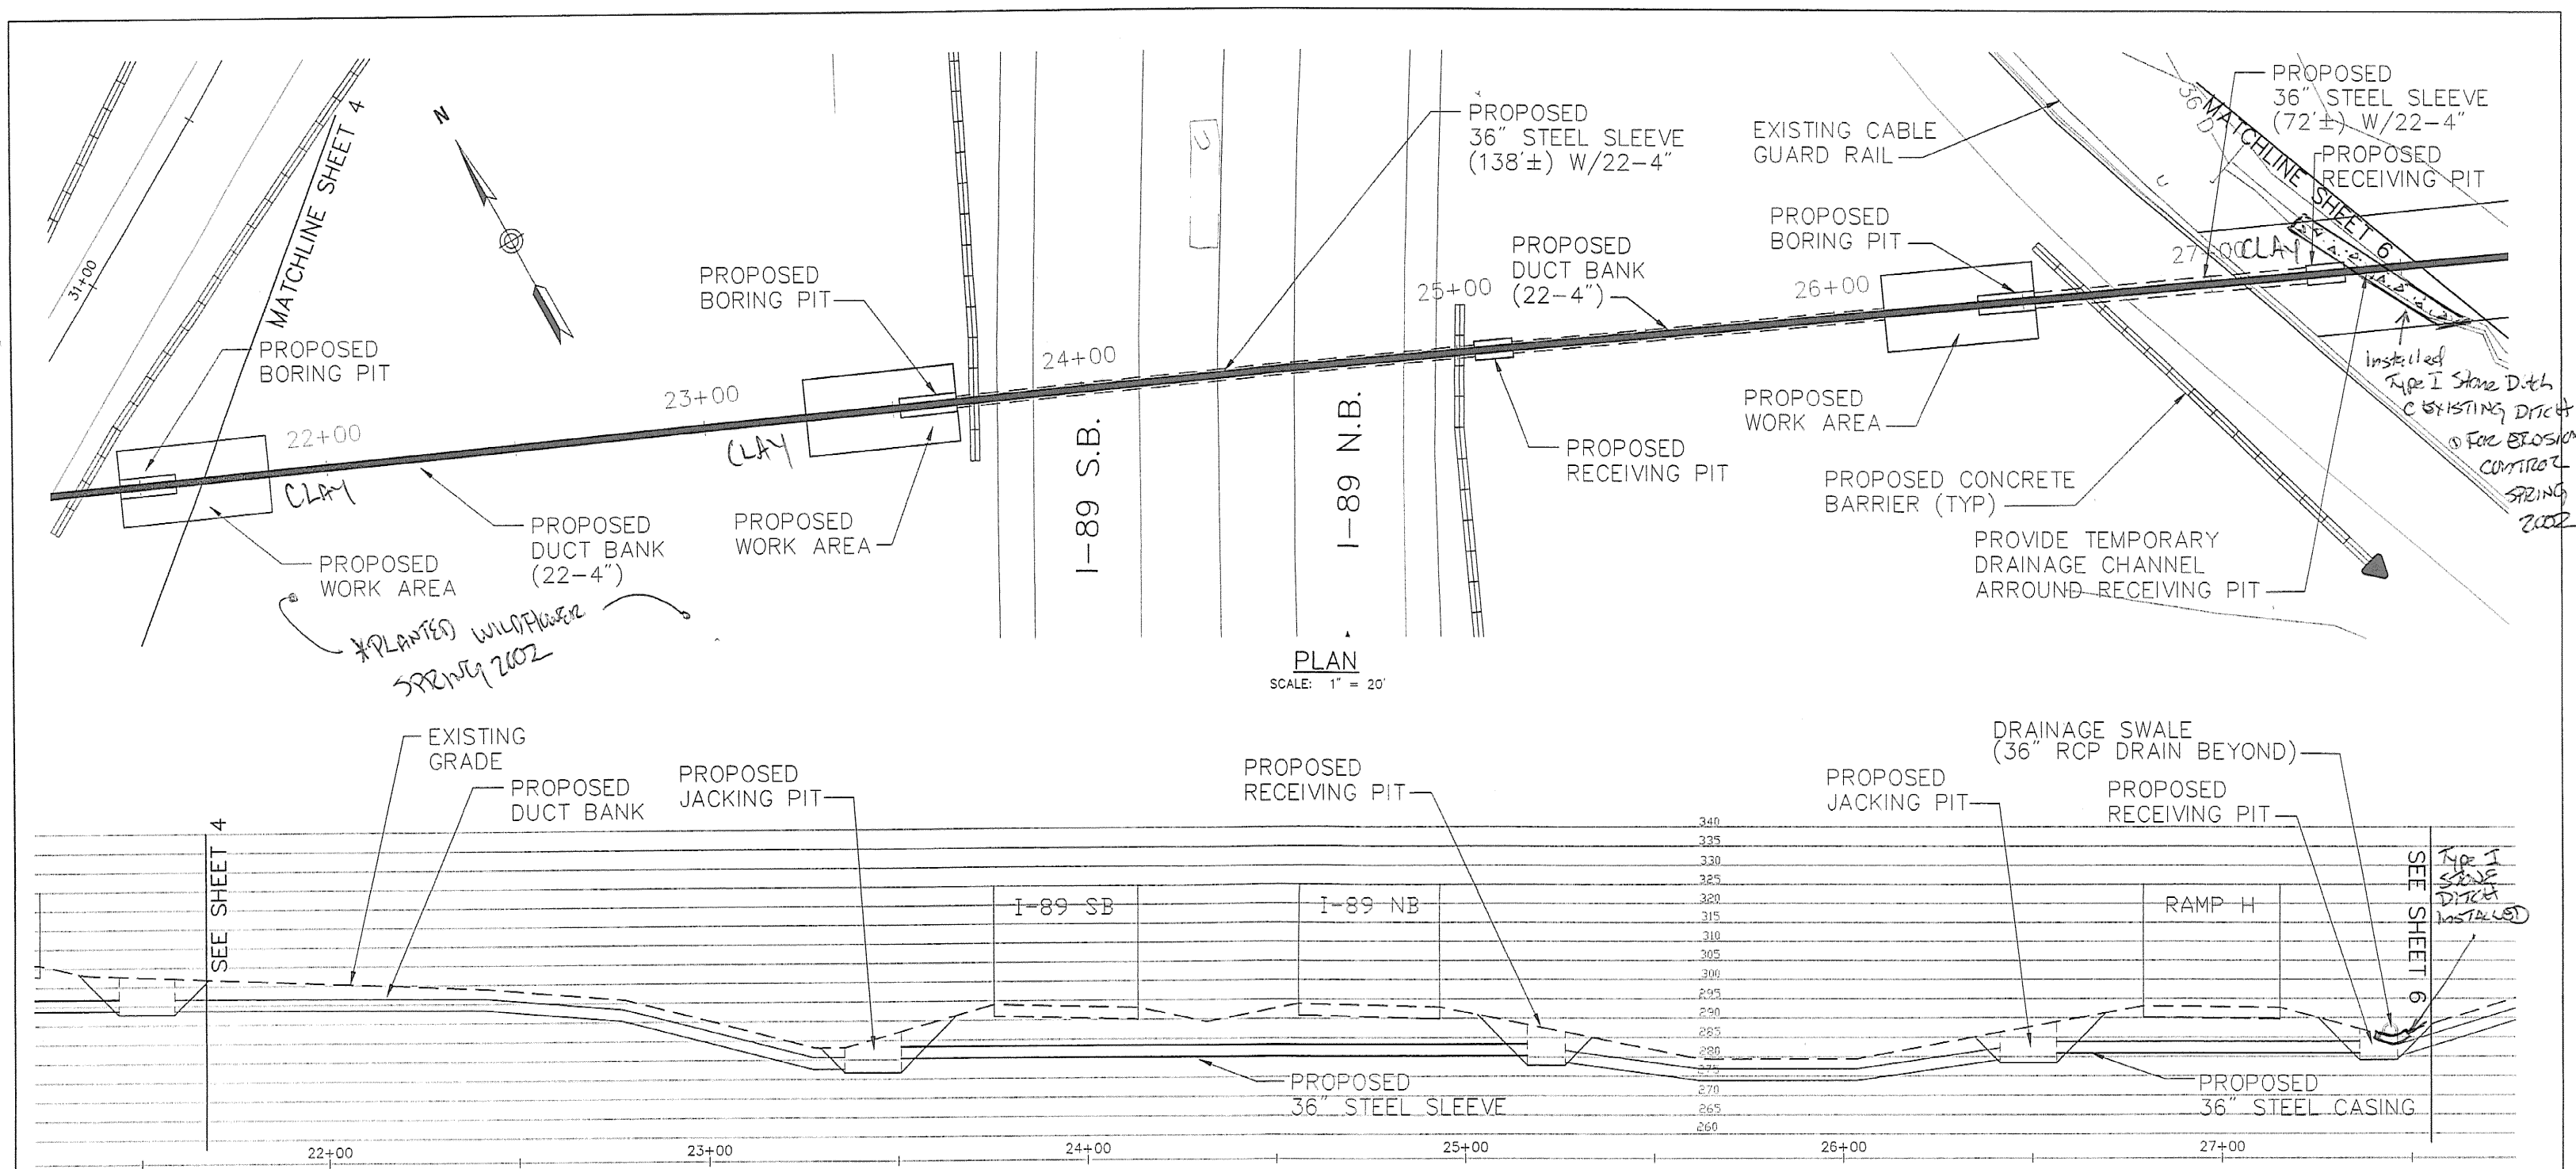 MATCHLINE SHEET 4
31+00
N
PROPOSED
BORING PIT
22+00
CLAY
PROPOSED
WORK AREA
*PLANTED WILDFLOWER
SPRING 2002
PROPOSED
DUCT BANK
(22-4")
PROPOSED
BORING PIT
23+00
CLAY
PROPOSED
WORK AREA
24+00
I-89 S.B.
PROPOSED
36" STEEL SLEEVE
(138'±) W/22-4"
I-89 N.B.
25+00
PROPOSED
DUCT BANK
(22-4")
PROPOSED
RECEIVING PIT
EXISTING CABLE
GUARD RAIL
PROPOSED
BORING PIT
26+00
PROPOSED
WORK AREA
PROPOSED CONCRETE
BARRIER (TYP)
PROVIDE TEMPORARY
DRAINAGE CHANNEL
ARROUND RECEIVING PIT
PROPOSED
36" STEEL SLEEVE
(72'±) W/22-4"
PROPOSED
RECEIVING PIT
36" D
MATCHLINE SHEET 6
27+00
CLAY
Installed
Type I Stone Ditch
@ EXISTING DITCH
FOR EROSION
CONTROL
SPRING
2002
PLAN
SCALE: 1" = 20'
EXISTING
GRADE
PROPOSED
DUCT BANK
PROPOSED
JACKING PIT
PROPOSED
RECEIVING PIT
PROPOSED
JACKING PIT
DRAINAGE SWALE
(36" RCP DRAIN BEYOND)
PROPOSED
RECEIVING PIT
SEE SHEET 4
I-89 SB
I-89 NB
RAMP H
SEE SHEET 6
Type I
STONE
DITCH
INSTALLED
340
335
330
325
320
315
310
305
300
295
290
285
280
275
270
265
260
PROPOSED
36" STEEL SLEEVE
PROPOSED
36" STEEL CASING
22+00
23+00
24+00
25+00
26+00
27+00